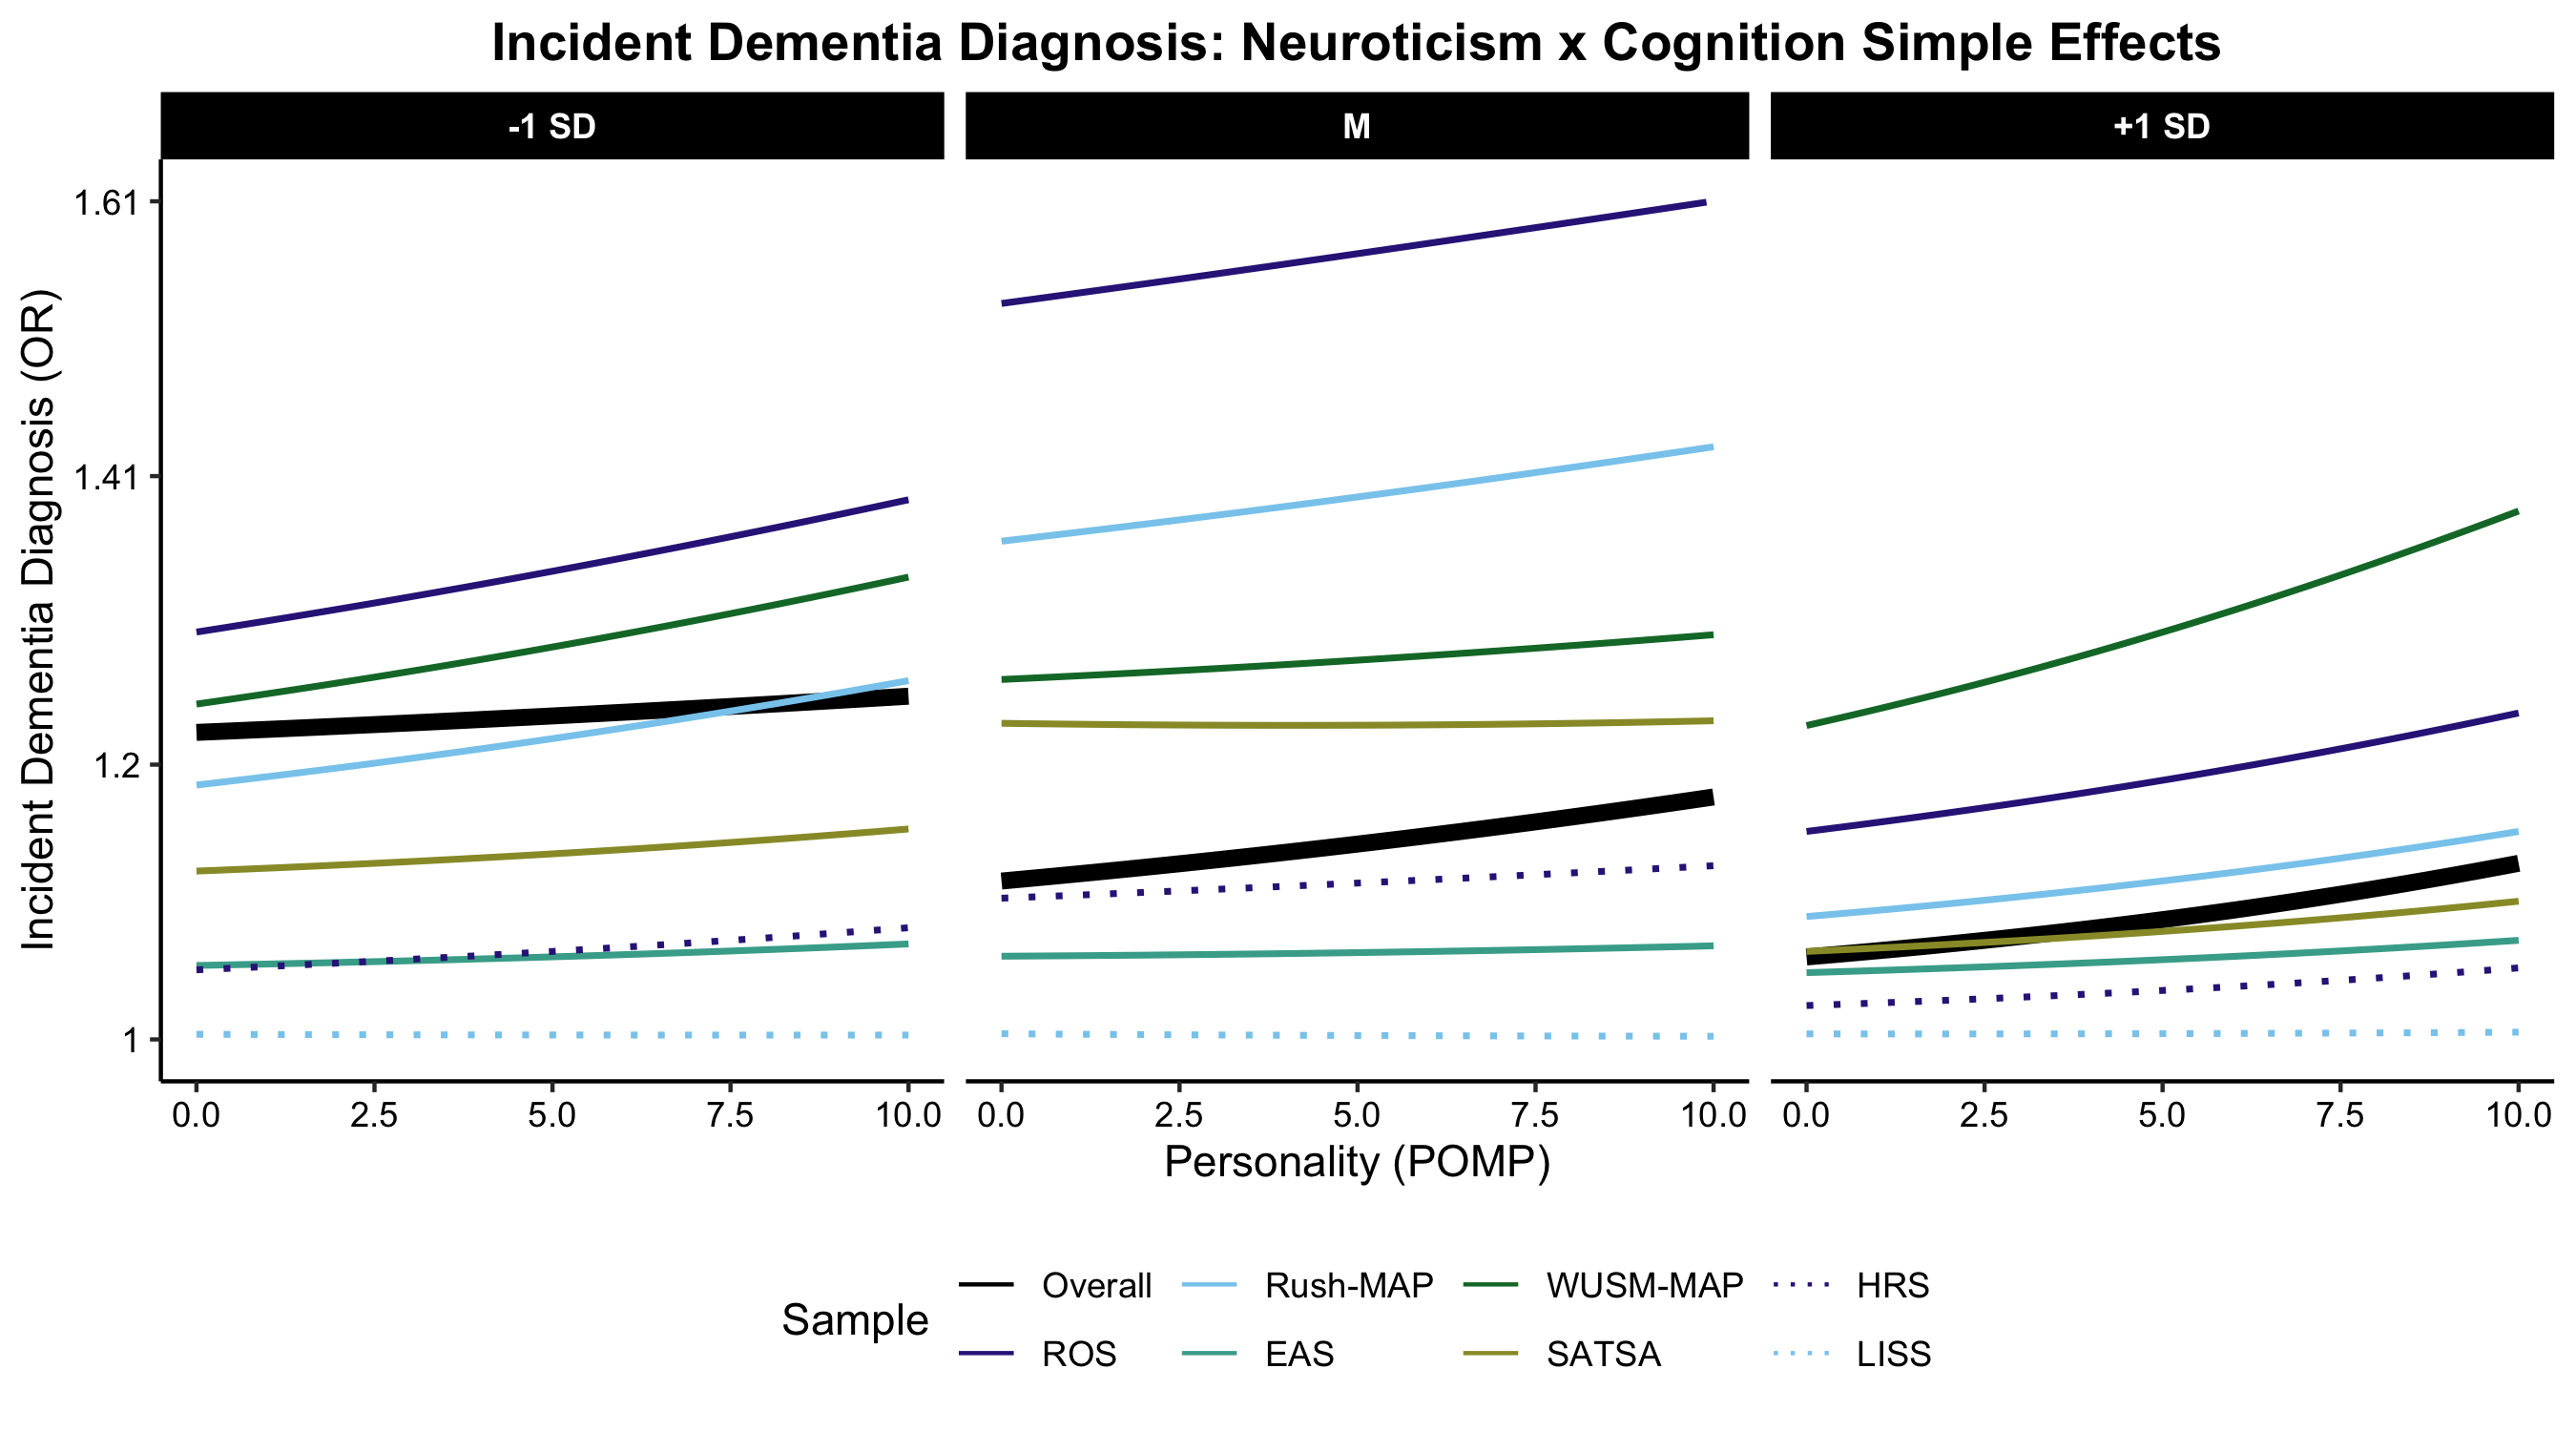 Incident Dementia Diagnosis: Neuroticism x Cognition Simple Effects
-1 SD
M
+1 SD
Incident Dementia Diagnosis (OR)
1.61
1.41
1.2
1
0.0 2.5 5.0 7.5 10.0
0.0 2.5 5.0 7.5 10.0
0.0 2.5 5.0 7.5 10.0
Personality (POMP)
Sample
Overall Rush-MAP WUSM-MAP HRS
ROS EAS SATSA LISS